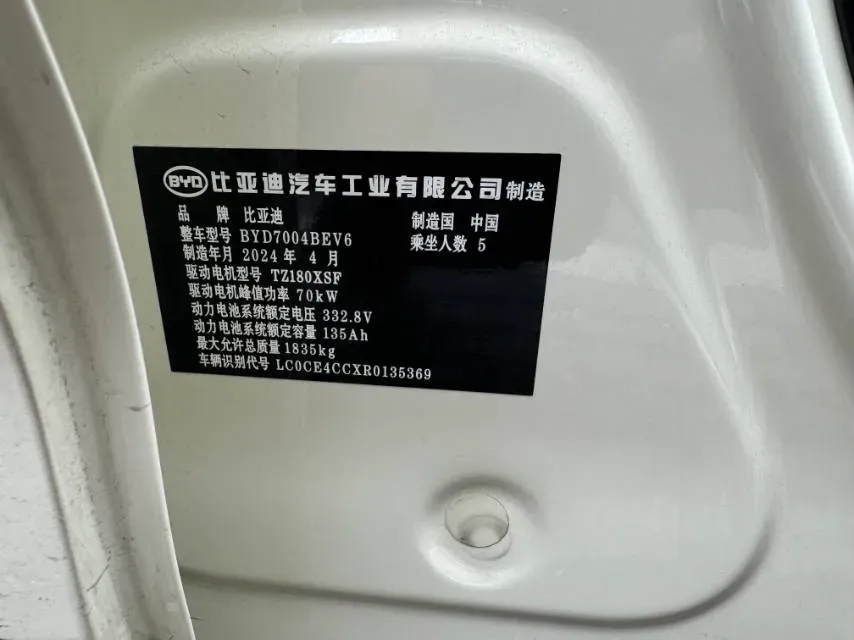 BYD 比亚迪汽车工业有限公司制造
品 牌 比亚迪 制造国 中国
整车型号 BYD7004BEV6 乘坐人数 5
制造年月 2024 年 4 月
驱动电机型号 TZ180XSF
驱动电机峰值功率 70kW
动力电池系统额定电压 332.8V
动力电池系统额定容量 135Ah
最大允许总质量 1835kg
车辆识别代号 LC0CE4CCXR0135369